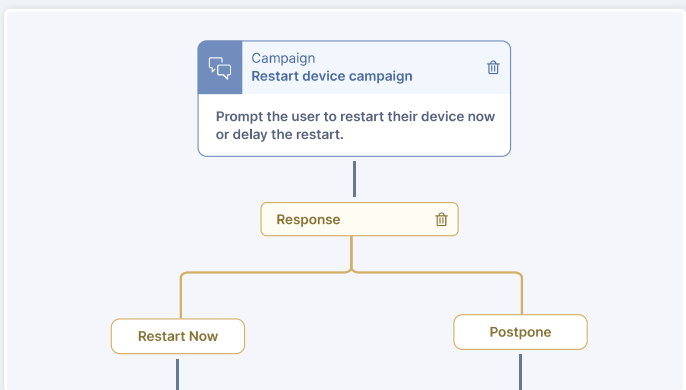 Campaign
Restart device campaign
Prompt the user to restart their device now
or delay the restart.
Response
Restart Now
Postpone